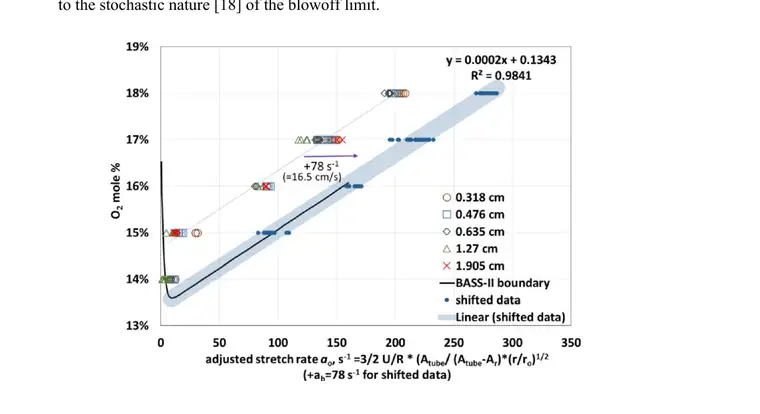 to the stochastic nature [18] of the blowoff limit.
19%
y = 0.0002x + 0.1343
R² = 0.9841
18%
17%
+78 s⁻¹
(=16.5 cm/s)
16%
O₂ mole %
0.318 cm
0.476 cm
0.635 cm
1.27 cm
1.905 cm
BASS-II boundary
shifted data
Linear (shifted data)
15%
14%
13%
0 50 100 150 200 250 300 350
adjusted stretch rate aₒ, s⁻¹ =3/2 U/R * (Atube/ (Atube-Aᵣ)*(r/rₒ)¹/²
(+ab=78 s⁻¹ for shifted data)